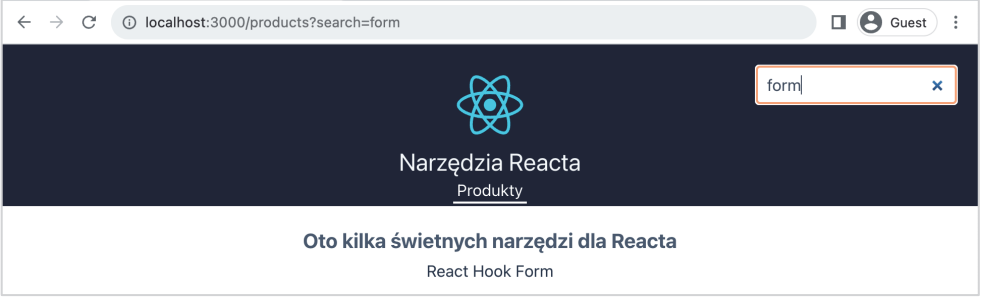 localhost:3000/products?search=form
Guest
form
Narzędzia Reacta
Produkty
Oto kilka świetnych narzędzi dla Reacta
React Hook Form